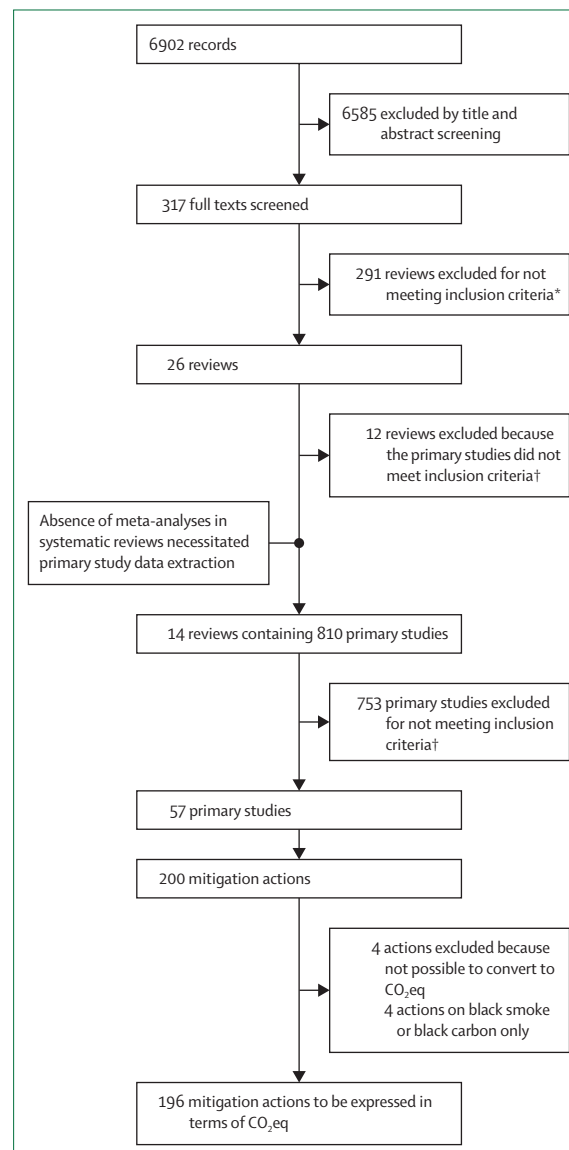 6902 records
6585 excluded by title and
abstract screening
317 full texts screened
291 reviews excluded for not
meeting inclusion criteria*
26 reviews
12 reviews excluded because
the primary studies did not
meet inclusion criteria†
Absence of meta-analyses in
systematic reviews necessitated
primary study data extraction
14 reviews containing 810 primary studies
753 primary studies excluded
for not meeting inclusion
criteria†
57 primary studies
200 mitigation actions
4 actions excluded because
not possible to convert to
CO₂eq
4 actions on black smoke
or black carbon only
196 mitigation actions to be expressed in
terms of CO₂eq